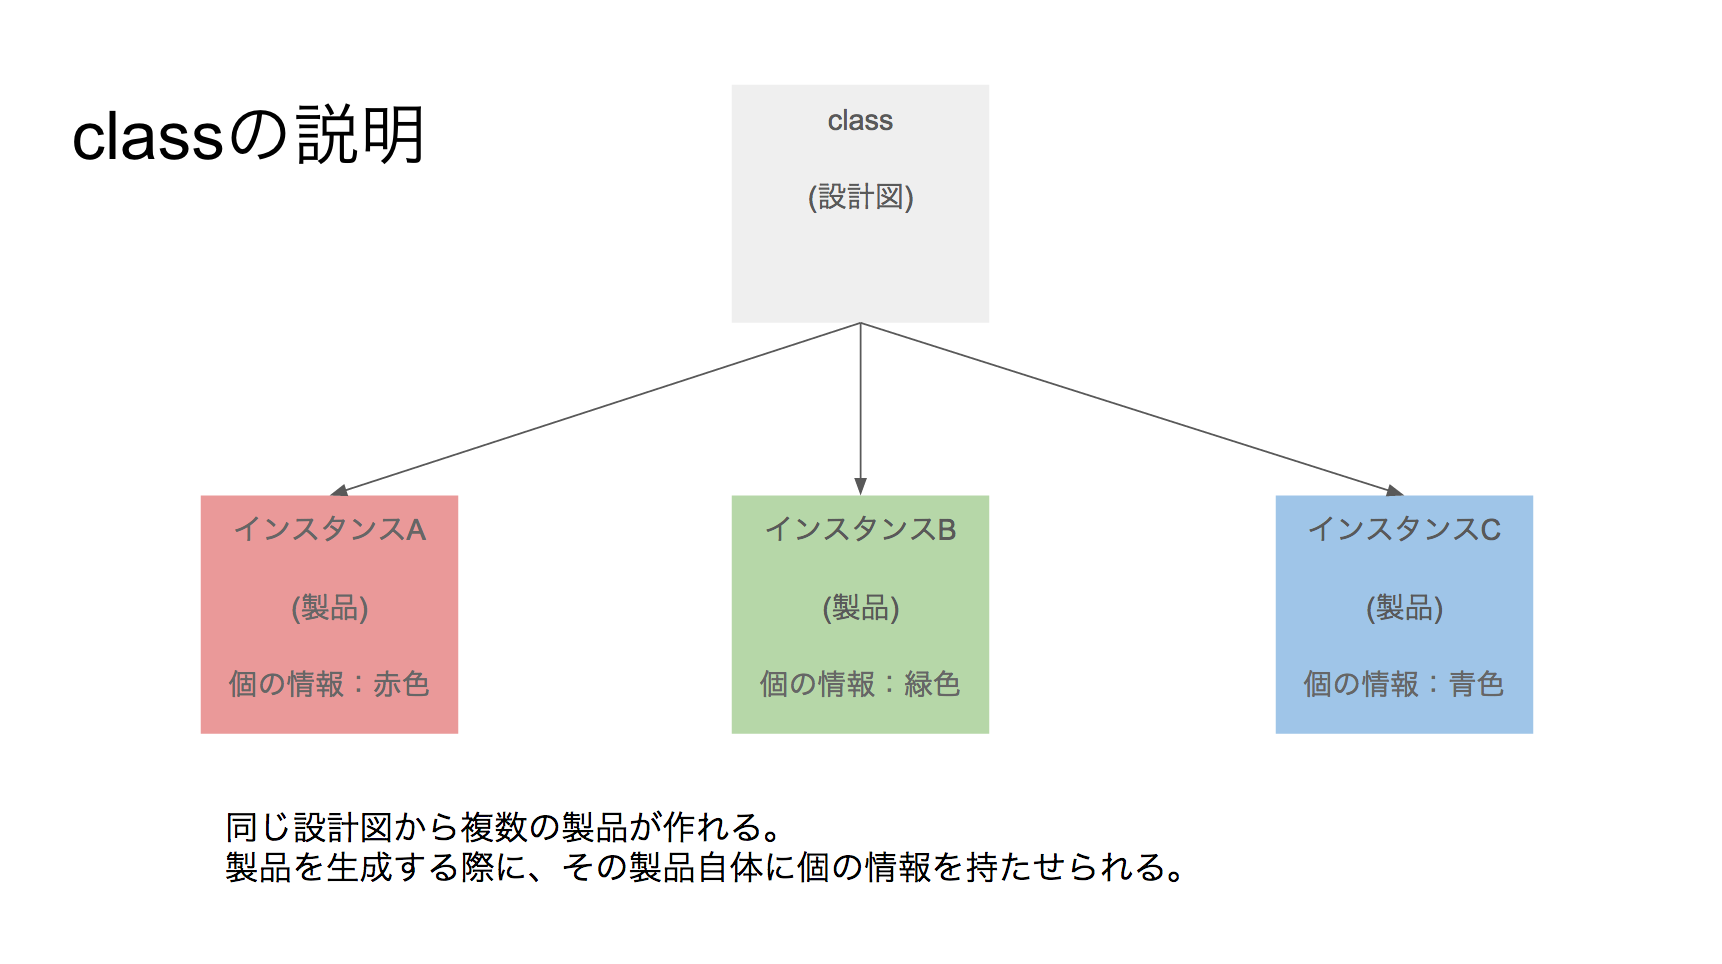 classの説明
class
(設計図)
インスタンスA
(製品)
個の情報：赤色
インスタンスB
(製品)
個の情報：緑色
インスタンスC
(製品)
個の情報：青色
同じ設計図から複数の製品が作れる。
製品を生成する際に、その製品自体に個の情報を持たせられる。